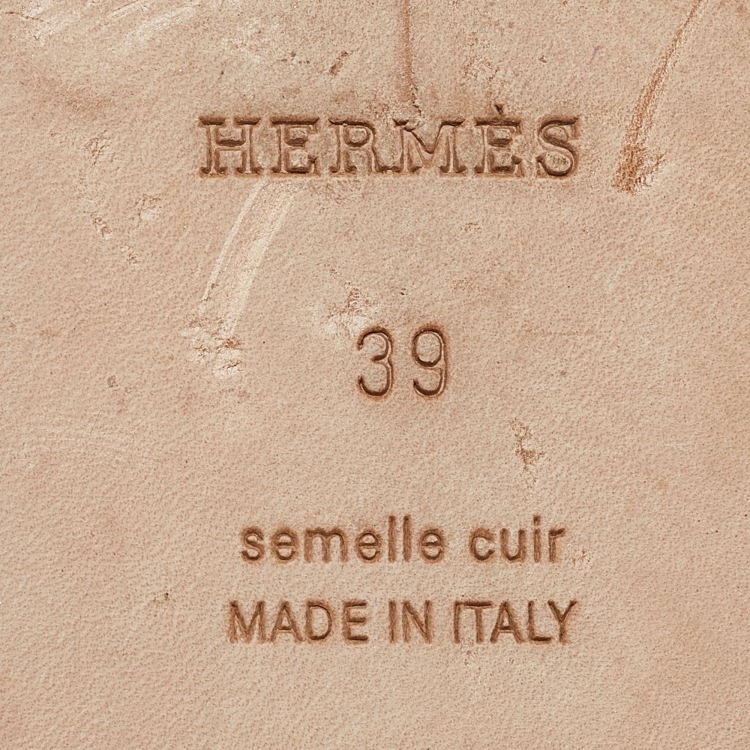 HERMÈS
39
semelle cuir
MADE IN ITALY